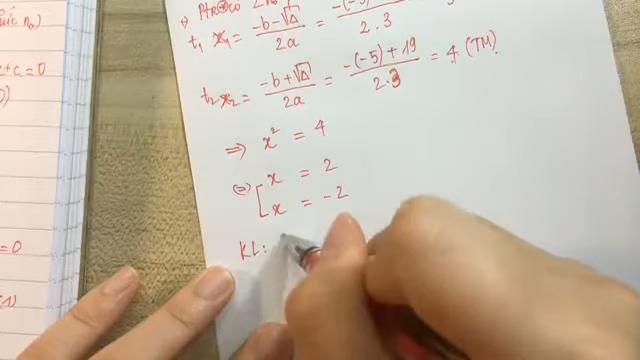 n₀)
+c=0
t₁ x₁ = (-b-√Δ)/2a = / 2.3
t₂ x₂ = (-b+√Δ)/2a = (-(-5)+19)/2.3 = 4 (TM).
=> x² = 4
(=) [ x = 2
x = -2
KL:
=0